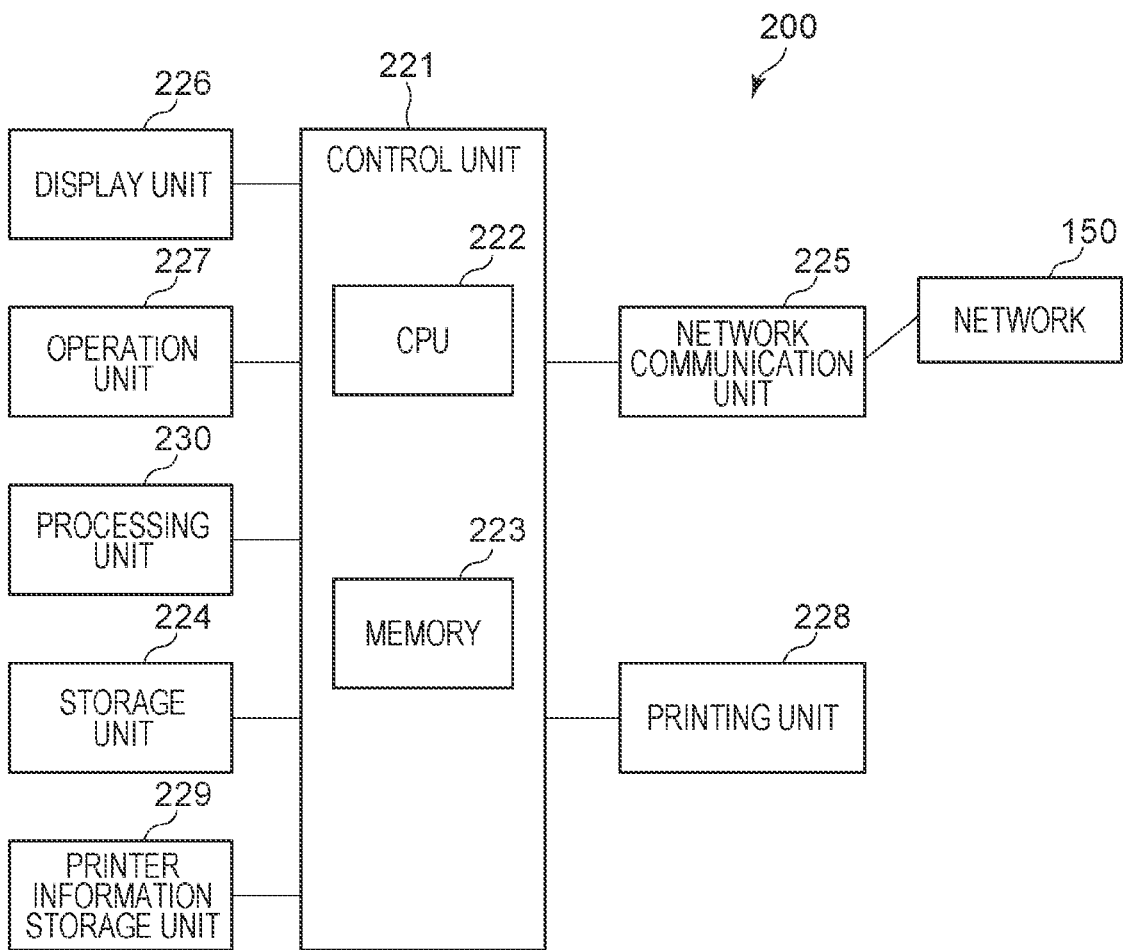 200
221
226
CONTROL UNIT
DISPLAY UNIT
222
CPU
227
OPERATION
UNIT
225
NETWORK
COMMUNICATION
UNIT
150
NETWORK
230
PROCESSING
UNIT
223
MEMORY
224
STORAGE
UNIT
228
PRINTING UNIT
229
PRINTER
INFORMATION
STORAGE UNIT